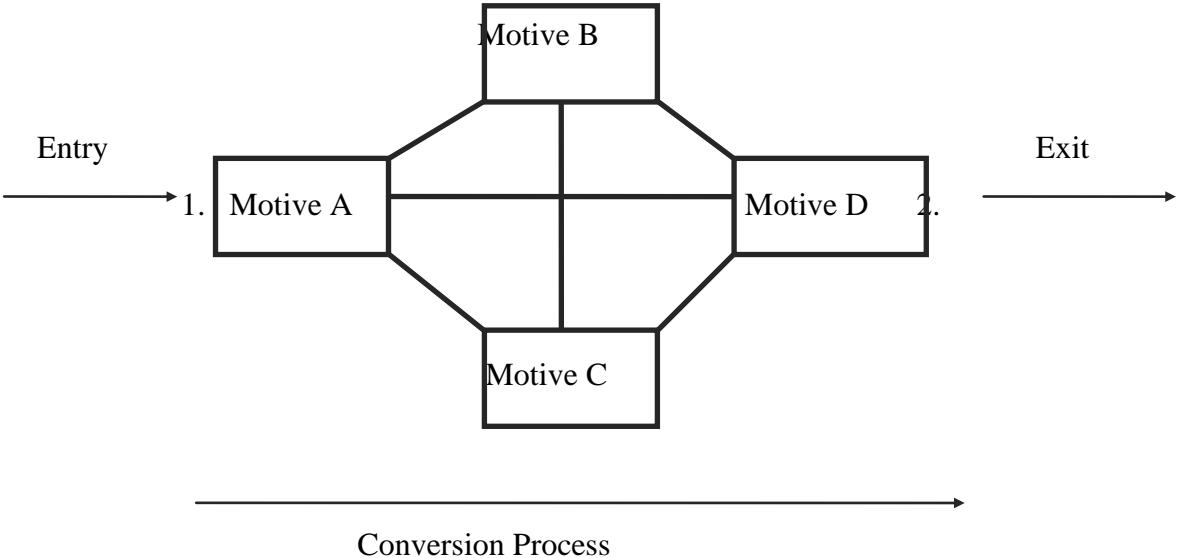 Motive B
Entry
Exit
1. Motive A
Motive D 2.
Motive C
Conversion Process